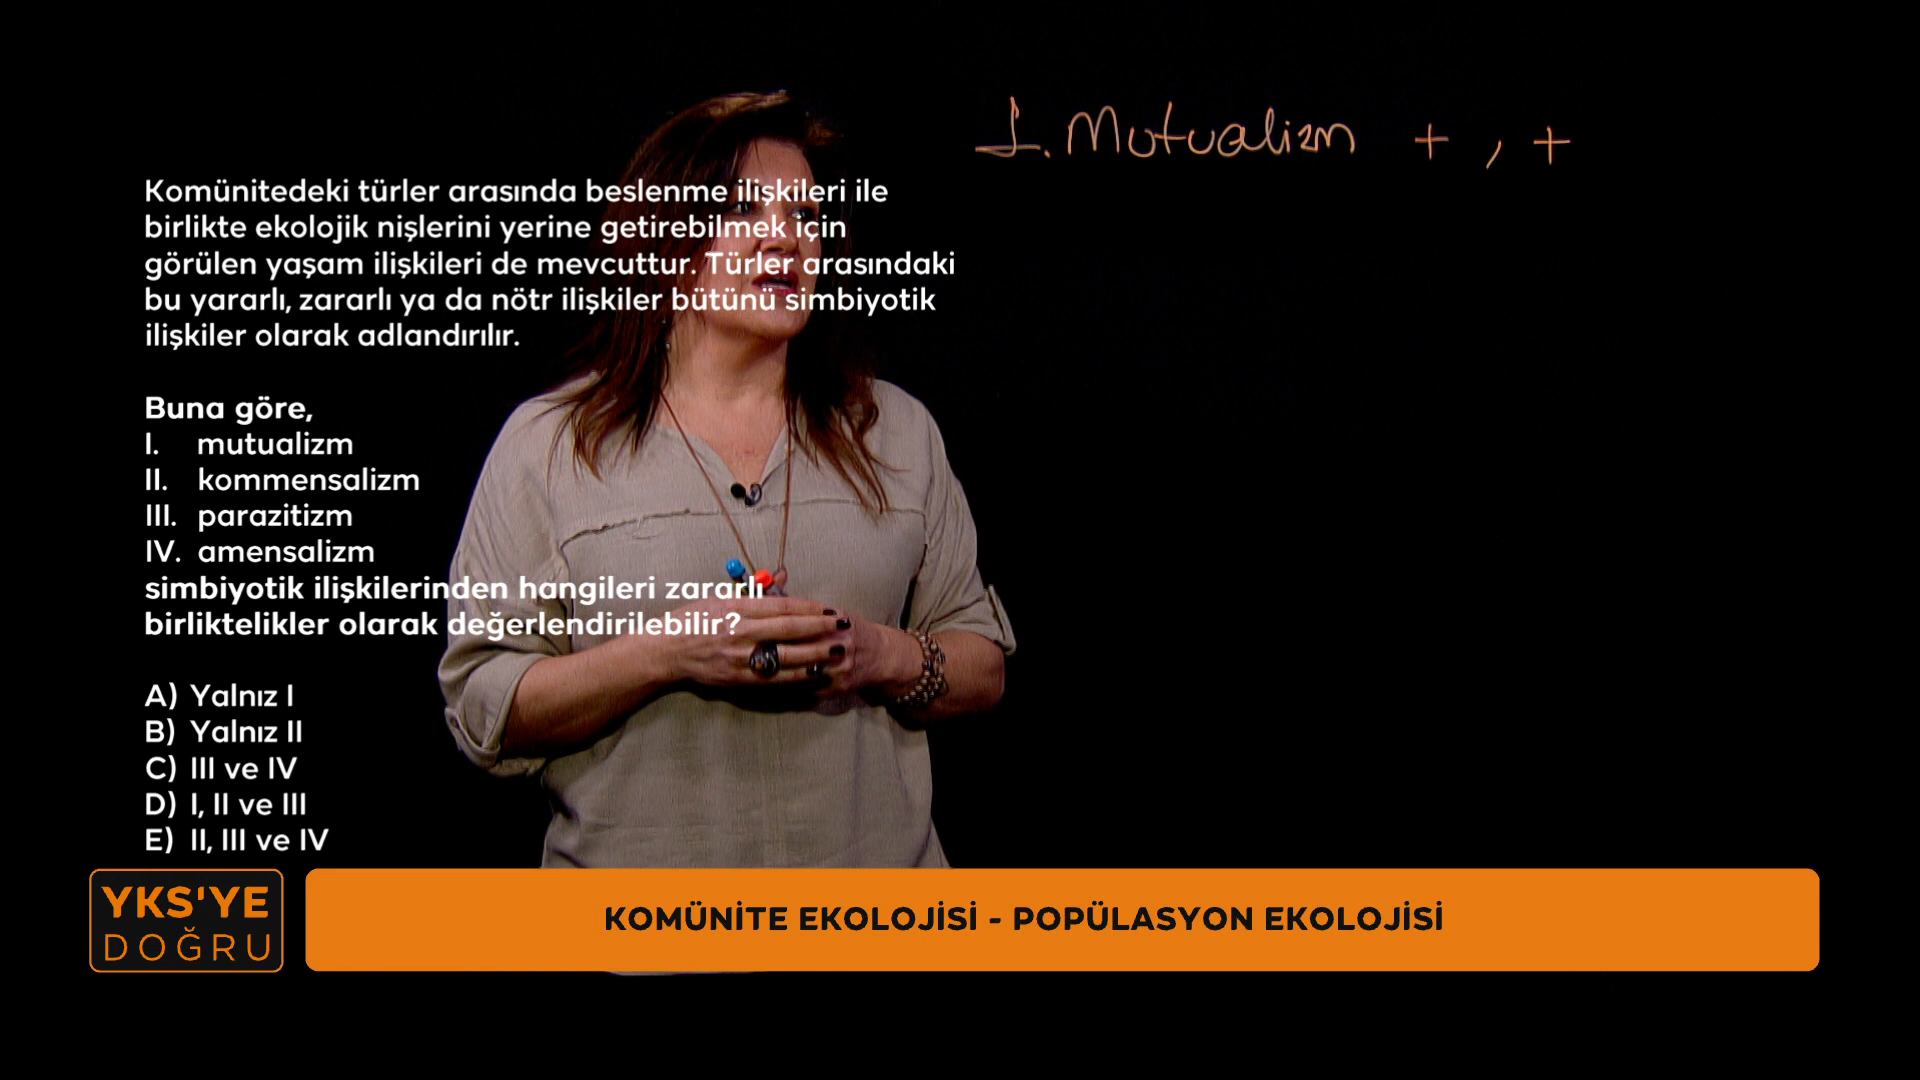 I. Mutualizm + , +
Komünitedeki türler arasında beslenme ilişkileri ile
birlikte ekolojik nişlerini yerine getirebilmek için
görülen yaşam ilişkileri de mevcuttur. Türler arasındaki
bu yararlı, zararlı ya da nötr ilişkiler bütünü simbiyotik
ilişkiler olarak adlandırılır.
Buna göre,
I. mutualizm
II. kommensalizm
III. parazitizm
IV. amensalizm
simbiyotik ilişkilerinden hangileri zararlı
birliktelikler olarak değerlendirilebilir?
A) Yalnız I
B) Yalnız II
C) III ve IV
D) I, II ve III
E) II, III ve IV
YKS'YE
DOĞRU
KOMÜNİTE EKOLOJİSİ - POPÜLASYON EKOLOJİSİ